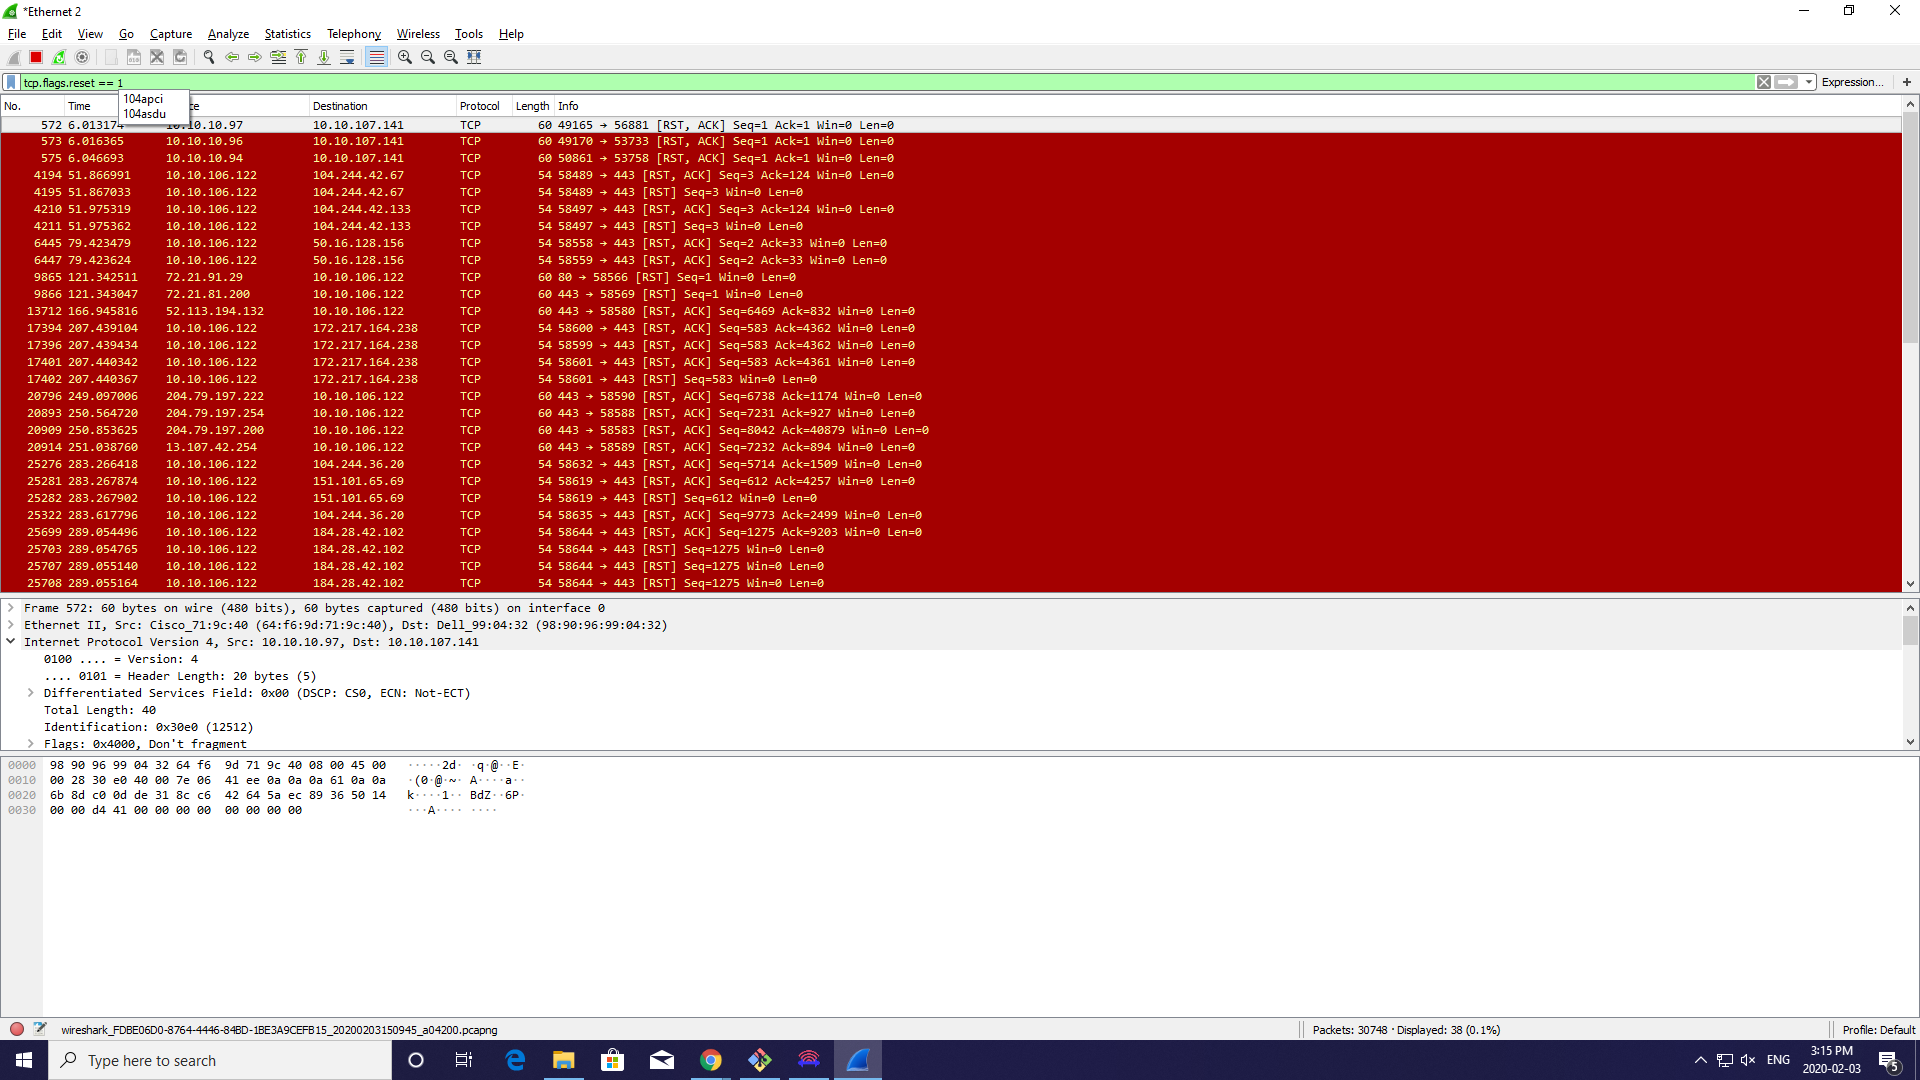 *Ethernet 2
File Edit View Go Capture Analyze Statistics Telephony Wireless Tools Help
tcp.flags.reset == 1
Expression... +
104apci
104asdu
No. Time ce Destination Protocol Length Info
572 6.013174 10.10.10.97 10.10.107.141 TCP 60 49165 → 56881 [RST, ACK] Seq=1 Ack=1 Win=0 Len=0
573 6.016365 10.10.10.96 10.10.107.141 TCP 60 49170 → 53733 [RST, ACK] Seq=1 Ack=1 Win=0 Len=0
575 6.046693 10.10.10.94 10.10.107.141 TCP 60 50861 → 53758 [RST, ACK] Seq=1 Ack=1 Win=0 Len=0
4194 51.866991 10.10.106.122 104.244.42.67 TCP 54 58489 → 443 [RST, ACK] Seq=3 Ack=124 Win=0 Len=0
4195 51.867033 10.10.106.122 104.244.42.67 TCP 54 58489 → 443 [RST] Seq=3 Win=0 Len=0
4210 51.975319 10.10.106.122 104.244.42.133 TCP 54 58497 → 443 [RST, ACK] Seq=3 Ack=124 Win=0 Len=0
4211 51.975362 10.10.106.122 104.244.42.133 TCP 54 58497 → 443 [RST] Seq=3 Win=0 Len=0
6445 79.423479 10.10.106.122 50.16.128.156 TCP 54 58558 → 443 [RST, ACK] Seq=2 Ack=33 Win=0 Len=0
6447 79.423624 10.10.106.122 50.16.128.156 TCP 54 58559 → 443 [RST, ACK] Seq=2 Ack=33 Win=0 Len=0
9865 121.342511 72.21.91.29 10.10.106.122 TCP 60 80 → 58566 [RST] Seq=1 Win=0 Len=0
9866 121.343047 72.21.81.200 10.10.106.122 TCP 60 443 → 58569 [RST] Seq=1 Win=0 Len=0
13712 166.945816 52.113.194.132 10.10.106.122 TCP 60 443 → 58580 [RST, ACK] Seq=6469 Ack=832 Win=0 Len=0
17394 207.439104 10.10.106.122 172.217.164.238 TCP 54 58600 → 443 [RST, ACK] Seq=583 Ack=4362 Win=0 Len=0
17396 207.439434 10.10.106.122 172.217.164.238 TCP 54 58599 → 443 [RST, ACK] Seq=583 Ack=4362 Win=0 Len=0
17401 207.440342 10.10.106.122 172.217.164.238 TCP 54 58601 → 443 [RST, ACK] Seq=583 Ack=4361 Win=0 Len=0
17402 207.440367 10.10.106.122 172.217.164.238 TCP 54 58601 → 443 [RST] Seq=583 Win=0 Len=0
20796 249.097006 204.79.197.222 10.10.106.122 TCP 60 443 → 58590 [RST, ACK] Seq=6738 Ack=1174 Win=0 Len=0
20893 250.564720 204.79.197.254 10.10.106.122 TCP 60 443 → 58588 [RST, ACK] Seq=7231 Ack=927 Win=0 Len=0
20909 250.853625 204.79.197.200 10.10.106.122 TCP 60 443 → 58583 [RST, ACK] Seq=8042 Ack=40879 Win=0 Len=0
20914 251.038760 13.107.42.254 10.10.106.122 TCP 60 443 → 58589 [RST, ACK] Seq=7232 Ack=894 Win=0 Len=0
25276 283.266418 10.10.106.122 104.244.36.20 TCP 54 58632 → 443 [RST, ACK] Seq=5714 Ack=1509 Win=0 Len=0
25281 283.267874 10.10.106.122 151.101.65.69 TCP 54 58619 → 443 [RST, ACK] Seq=612 Ack=4257 Win=0 Len=0
25282 283.267902 10.10.106.122 151.101.65.69 TCP 54 58619 → 443 [RST] Seq=612 Win=0 Len=0
25322 283.617796 10.10.106.122 104.244.36.20 TCP 54 58635 → 443 [RST, ACK] Seq=9773 Ack=2499 Win=0 Len=0
25699 289.054496 10.10.106.122 184.28.42.102 TCP 54 58644 → 443 [RST, ACK] Seq=1275 Ack=9203 Win=0 Len=0
25703 289.054765 10.10.106.122 184.28.42.102 TCP 54 58644 → 443 [RST] Seq=1275 Win=0 Len=0
25707 289.055140 10.10.106.122 184.28.42.102 TCP 54 58644 → 443 [RST] Seq=1275 Win=0 Len=0
25708 289.055164 10.10.106.122 184.28.42.102 TCP 54 58644 → 443 [RST] Seq=1275 Win=0 Len=0
Frame 572: 60 bytes on wire (480 bits), 60 bytes captured (480 bits) on interface 0
Ethernet II, Src: Cisco_71:9c:40 (64:f6:9d:71:9c:40), Dst: Dell_99:04:32 (98:90:96:99:04:32)
Internet Protocol Version 4, Src: 10.10.10.97, Dst: 10.10.107.141
0100 .... = Version: 4
.... 0101 = Header Length: 20 bytes (5)
Differentiated Services Field: 0x00 (DSCP: CS0, ECN: Not-ECT)
Total Length: 40
Identification: 0x30e0 (12512)
Flags: 0x4000, Don't fragment
0000 98 90 96 99 04 32 64 f6 9d 71 9c 40 08 00 45 00 ·····2d· ·q·@··E·
0010 00 28 30 e0 40 00 7e 06 41 ee 0a 0a 0a 61 0a 0a ·(0·@·~· A····a··
0020 6b 8d c0 0d de 31 8c c6 42 64 5a ec 89 36 50 14 k····1·· BdZ··6P·
0030 00 00 d4 41 00 00 00 00 00 00 00 00 ···A···· ····
wireshark_FDBE06D0-8764-4446-84BD-1BE3A9CEFB15_20200203150945_a04200.pcapng
Packets: 30748 · Displayed: 38 (0.1%)
Profile: Default
Type here to search
ENG
3:15 PM
2020-02-03
5